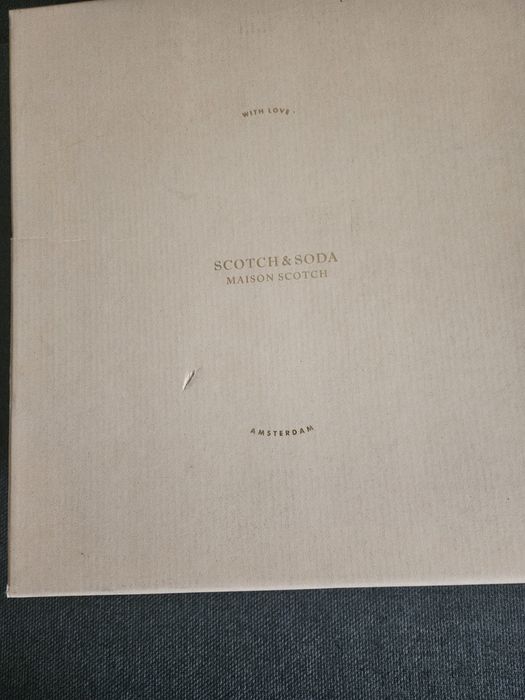 WITH LOVE,
SCOTCH & SODA
MAISON SCOTCH
AMSTERDAM